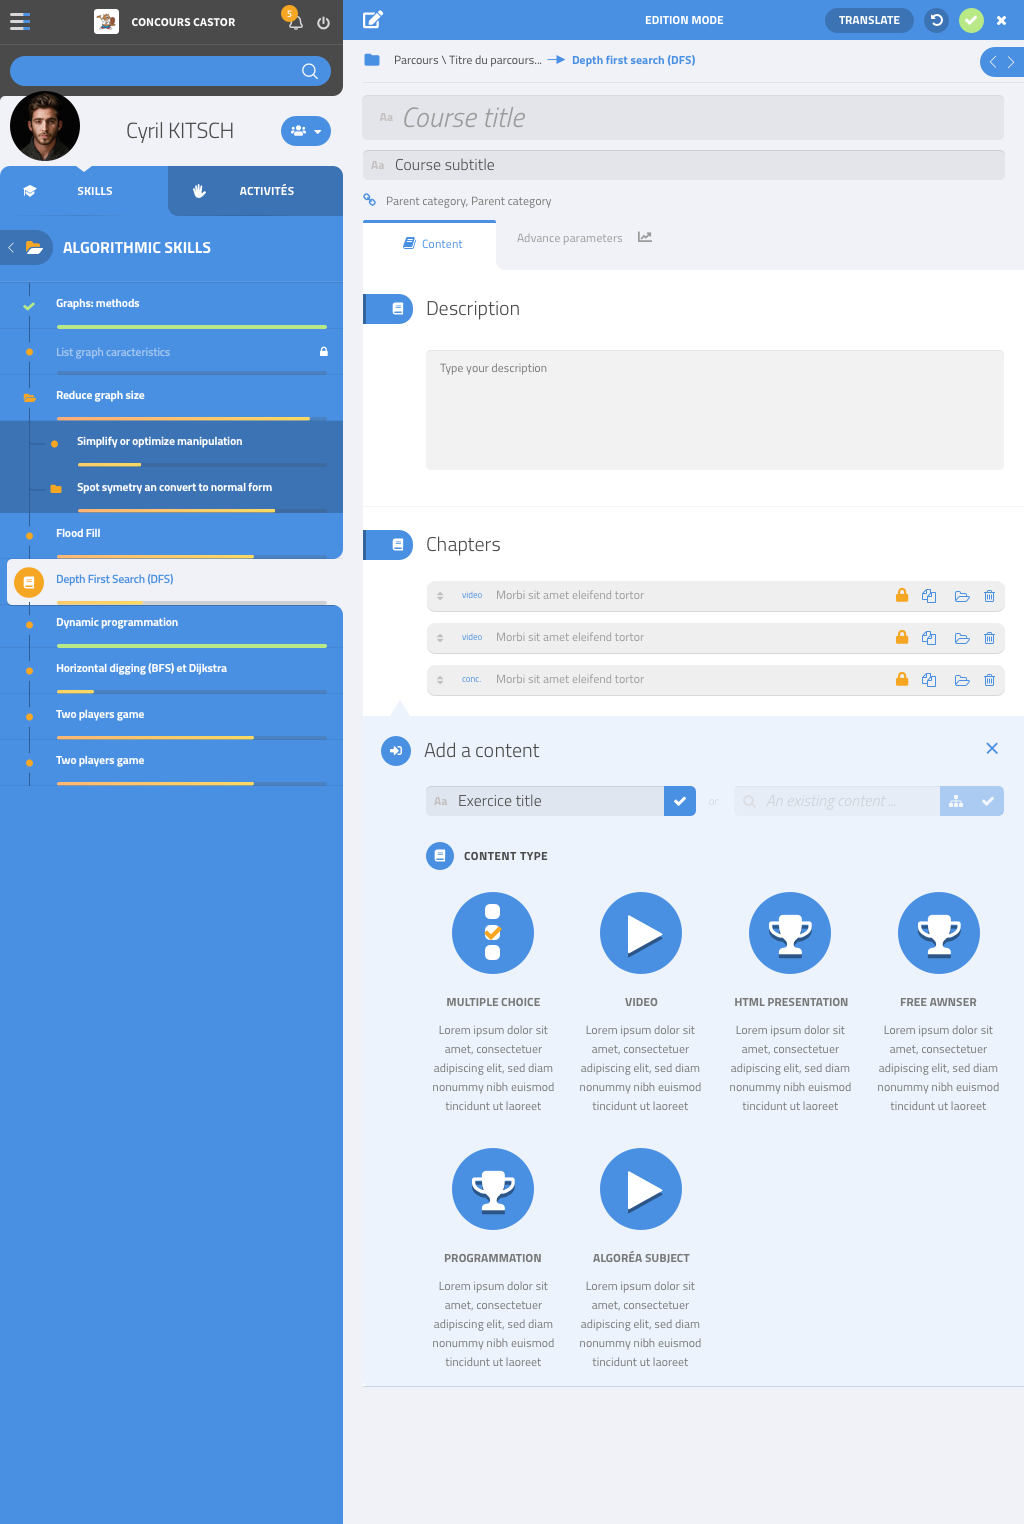 CONCOURS CASTOR
5
EDITION MODE
TRANSLATE
Parcours \ Titre du parcours...
Depth first search (DFS)
Cyril KITSCH
Aa Course title
Aa Course subtitle
Parent category, Parent category
SKILLS
ACTIVITÉS
Content
Advance parameters
ALGORITHMIC SKILLS
Graphs: methods
List graph caracteristics
Reduce graph size
Simplify or optimize manipulation
Spot symetry an convert to normal form
Flood Fill
Depth First Search (DFS)
Dynamic programmation
Horizontal digging (BFS) et Dijkstra
Two players game
Two players game
Description
Type your description
Chapters
video Morbi sit amet eleifend tortor
video Morbi sit amet eleifend tortor
conc. Morbi sit amet eleifend tortor
Add a content
Aa Exercice title
or
An existing content ...
CONTENT TYPE
MULTIPLE CHOICE
Lorem ipsum dolor sit
amet, consectetuer
adipiscing elit, sed diam
nonummy nibh euismod
tincidunt ut laoreet
VIDEO
Lorem ipsum dolor sit
amet, consectetuer
adipiscing elit, sed diam
nonummy nibh euismod
tincidunt ut laoreet
HTML PRESENTATION
Lorem ipsum dolor sit
amet, consectetuer
adipiscing elit, sed diam
nonummy nibh euismod
tincidunt ut laoreet
FREE AWNSER
Lorem ipsum dolor sit
amet, consectetuer
adipiscing elit, sed diam
nonummy nibh euismod
tincidunt ut laoreet
PROGRAMMATION
Lorem ipsum dolor sit
amet, consectetuer
adipiscing elit, sed diam
nonummy nibh euismod
tincidunt ut laoreet
ALGORÉA SUBJECT
Lorem ipsum dolor sit
amet, consectetuer
adipiscing elit, sed diam
nonummy nibh euismod
tincidunt ut laoreet